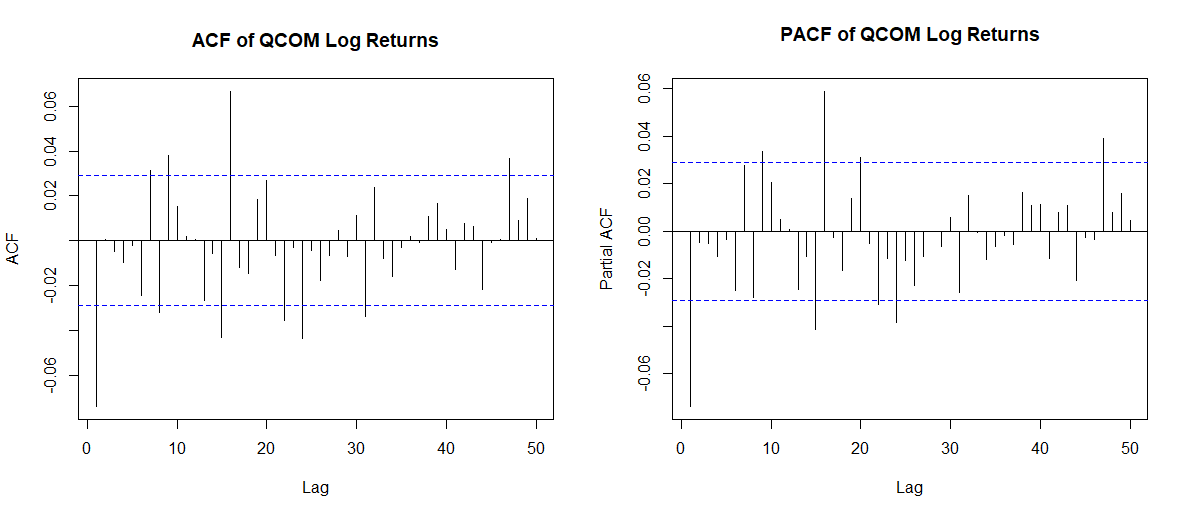 ACF of QCOM Log Returns
ACF
0.06
0.04
0.02
-0.02
-0.06
0 10 20 30 40 50
Lag
PACF of QCOM Log Returns
Partial ACF
0.06
0.04
0.02
0.00
-0.02
-0.06
0 10 20 30 40 50
Lag